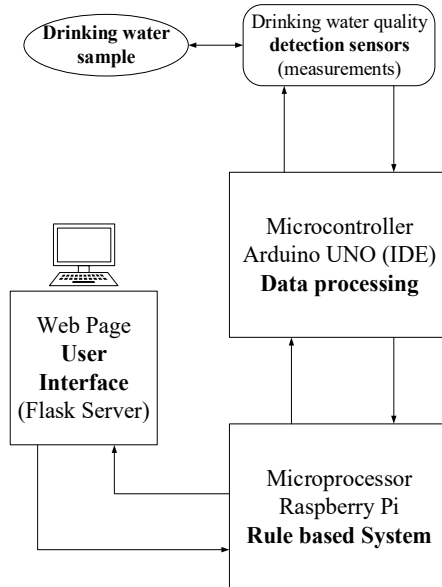 Drinking water
sample
Drinking water quality
detection sensors
(measurements)
Microcontroller
Arduino UNO (IDE)
Data processing
Web Page
User
Interface
(Flask Server)
Microprocessor
Raspberry Pi
Rule based System